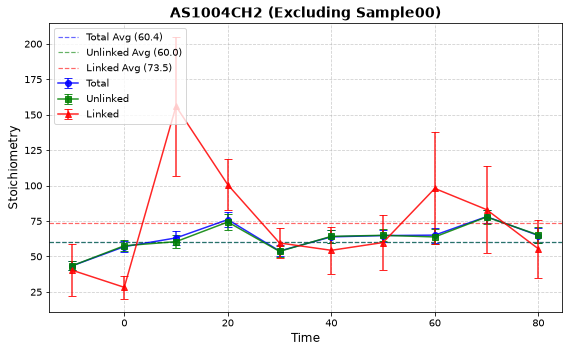 AS1004CH2 (Excluding Sample00)
Total Avg (60.4)
Unlinked Avg (60.0)
Linked Avg (73.5)
Total
Unlinked
Linked
Stoichiometry
200
175
150
125
100
75
50
25
0
20
40
60
80
Time